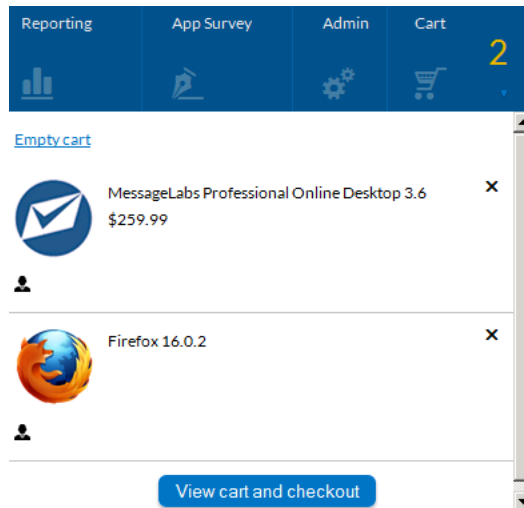 Reporting App Survey Admin Cart
2
Empty cart
MessageLabs Professional Online Desktop 3.6
$259.99
Firefox 16.0.2
View cart and checkout